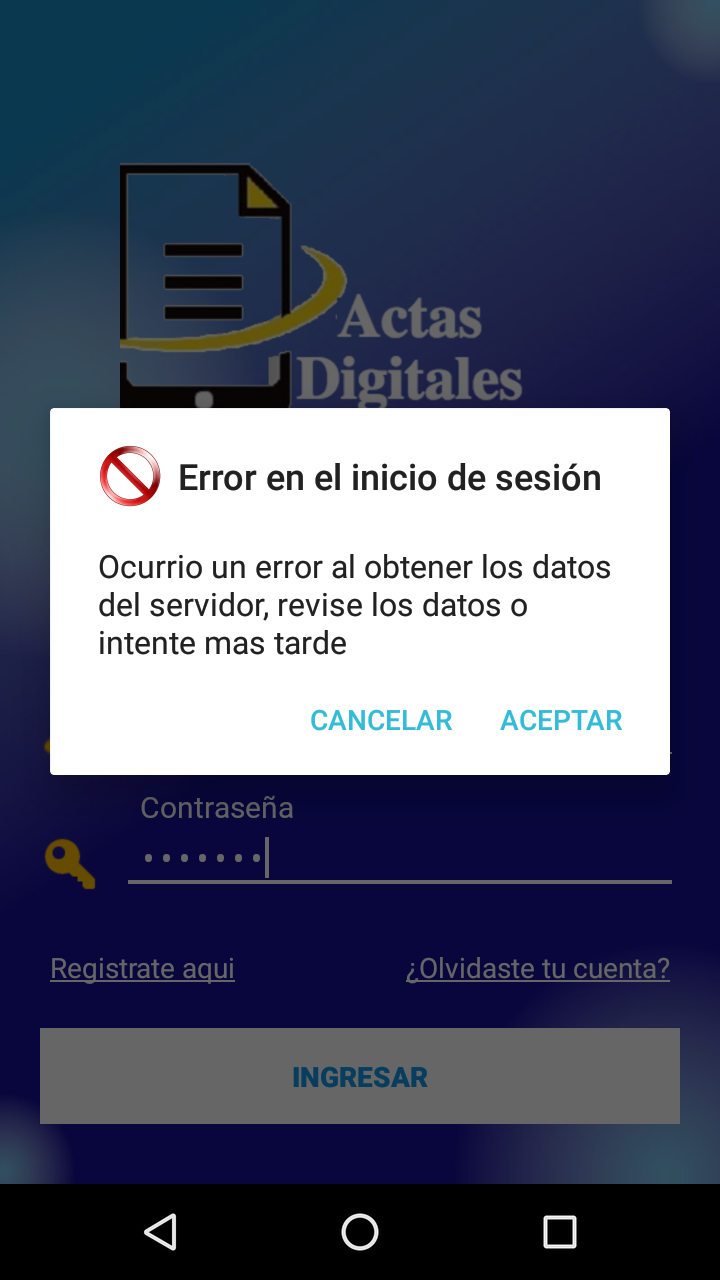 Actas
Digitales
Error en el inicio de sesión
Ocurrio un error al obtener los datos
del servidor, revise los datos o
intente mas tarde
CANCELAR ACEPTAR
Contraseña
Registrate aqui ¿Olvidaste tu cuenta?
INGRESAR